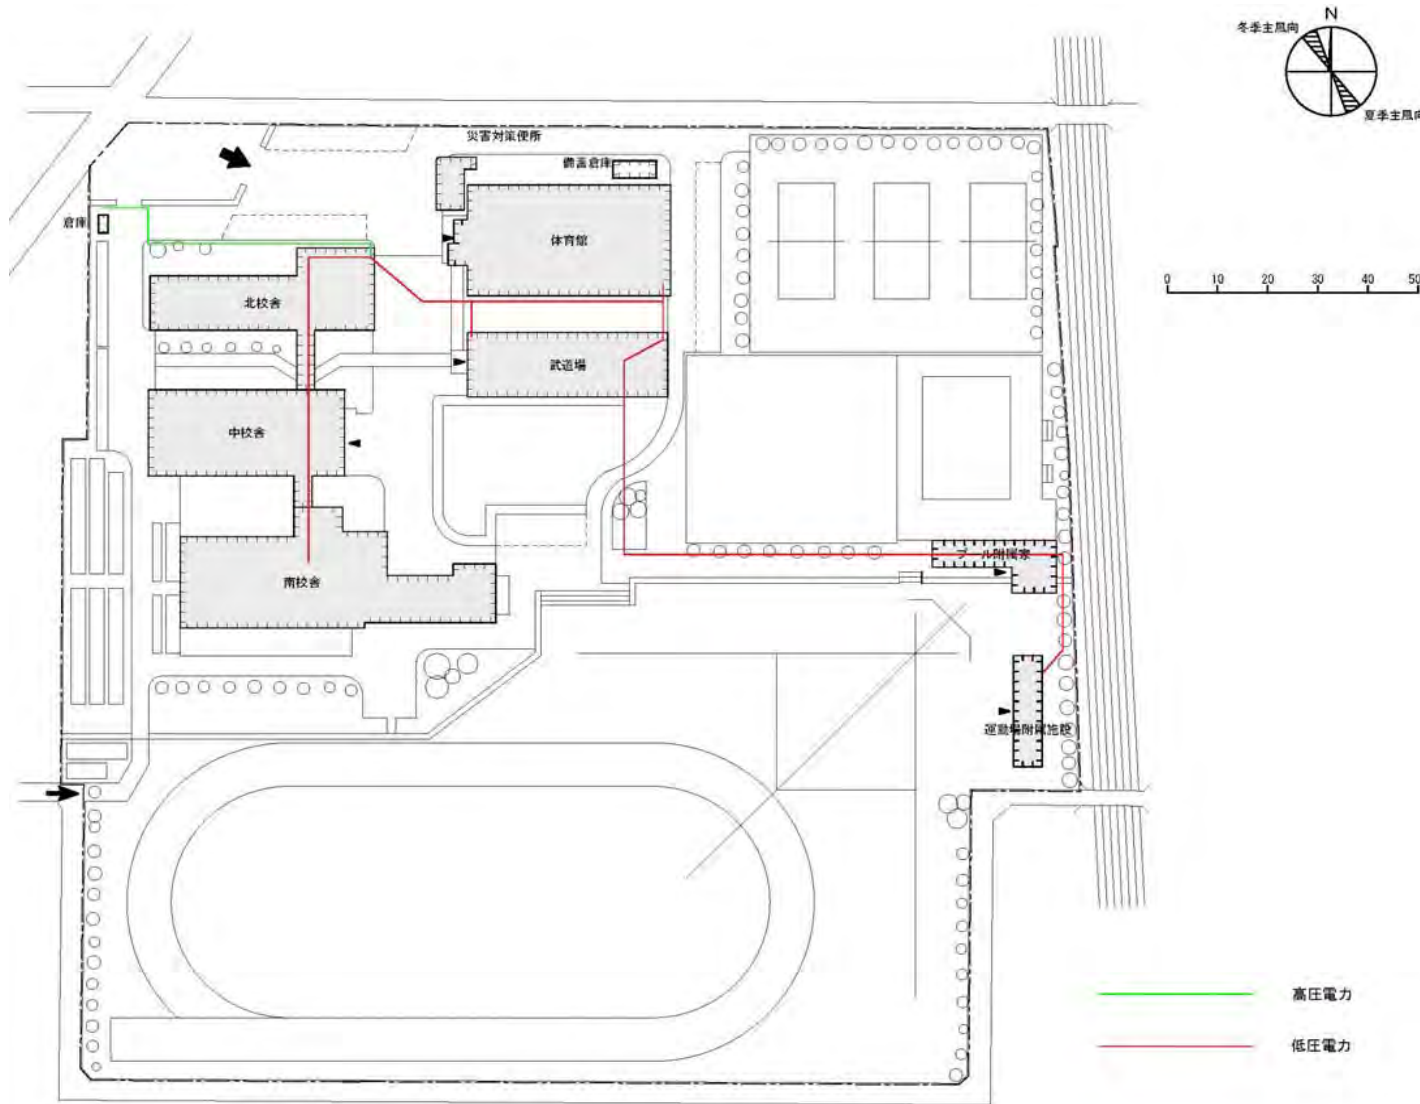 N
冬季主風向
夏季主風向
災害対策便所
備蓄倉庫
倉庫
体育館
0 10 20 30 40 50
北校舎
武道場
中校舎
プール附属家
南校舎
運動場附属施設
高圧電力
低圧電力